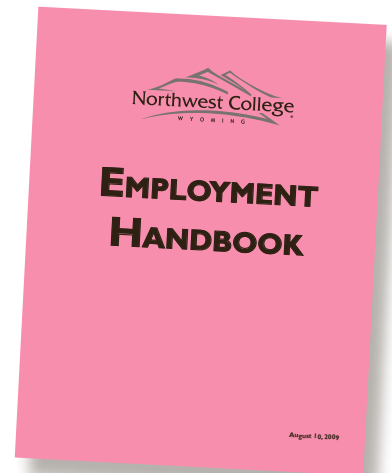 Northwest College
WYOMING
EMPLOYMENT
HANDBOOK
August 10, 2009